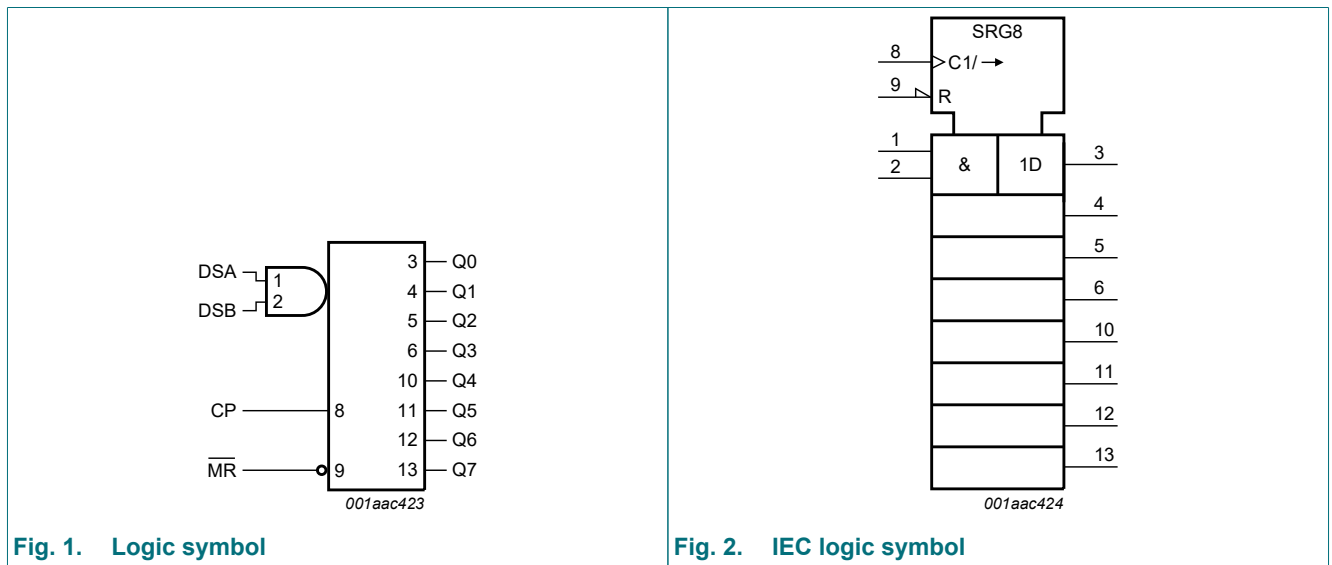 DSA
DSB
1
2
3 Q0
4 Q1
5 Q2
6 Q3
10 Q4
CP 8 11 Q5
12 Q6
MR 9 13 Q7
001aac423
Fig. 1. Logic symbol
SRG8
8 C1/→
9 R
1
2
& 1D 3
4
5
6
10
11
12
13
001aac424
Fig. 2. IEC logic symbol